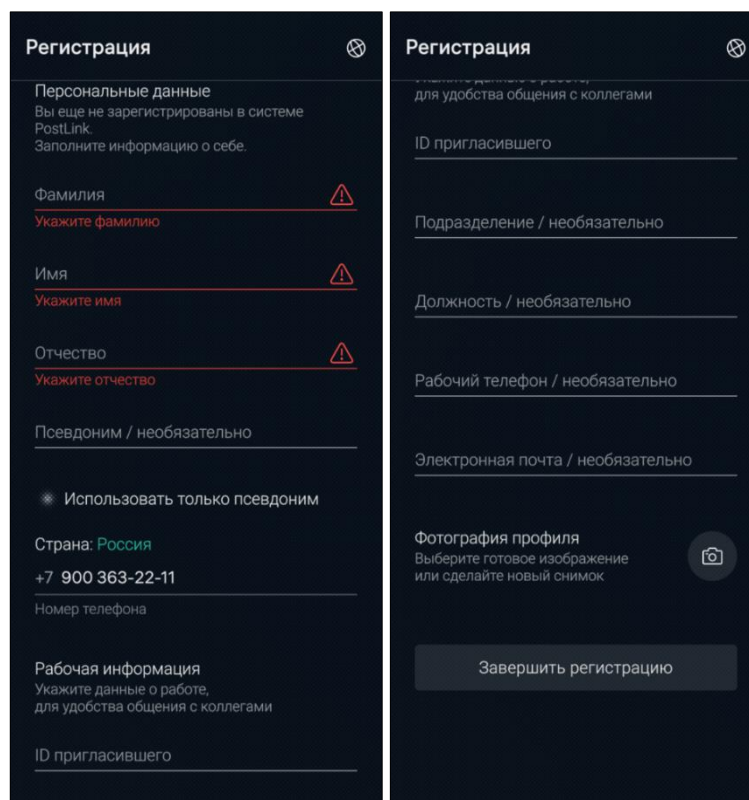 Регистрация
Персональные данные
Вы еще не зарегистрированы в системе
PostLink.
Заполните информацию о себе.
Фамилия
Укажите фамилию
Имя
Укажите имя
Отчество
Укажите отчество
Псевдоним / необязательно
Использовать только псевдоним
Страна: Россия
+7 900 363-22-11
Номер телефона
Рабочая информация
Укажите данные о работе,
для удобства общения с коллегами
ID пригласившего
Регистрация
Укажите данные о работе,
для удобства общения с коллегами
ID пригласившего
Подразделение / необязательно
Должность / необязательно
Рабочий телефон / необязательно
Электронная почта / необязательно
Фотография профиля
Выберите готовое изображение
или сделайте новый снимок
Завершить регистрацию